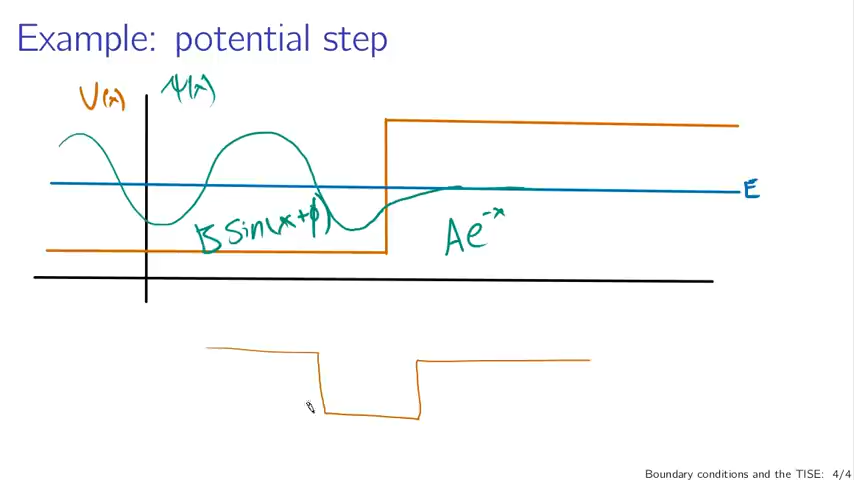 Example: potential step
V(x) ψ(x)
E
B sin(x+φ)
Ae^-x
Boundary conditions and the TISE: 4/4